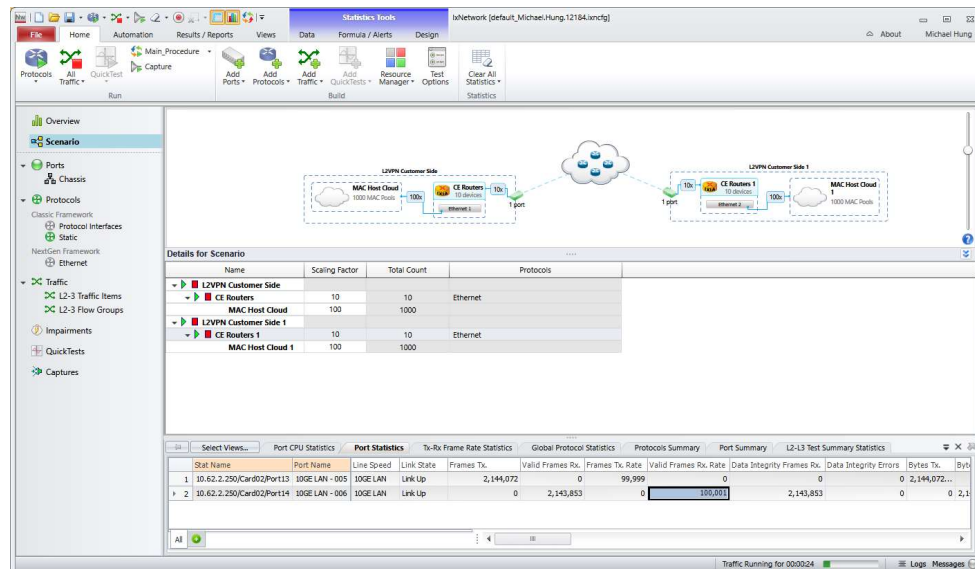 Statistics Tools
IxNetwork [default_Michael.Hung.12184.ixncfg]
File Home Automation Results / Reports Views Data Formula / Alerts Design About Michael Hung
Main_Procedure
Capture
Protocols
All Traffic
QuickTest
Add Ports
Add Protocols
Add Traffic
Add QuickTests
Resource Manager
Test Options
Clear All Statistics
Run Build Statistics
Overview
Scenario
Ports
Chassis
Protocols
Classic Framework
Protocol Interfaces
Static
NextGen Framework
Ethernet
Traffic
L2-3 Traffic Items
L2-3 Flow Groups
Impairments
QuickTests
Captures
L2VPN Customer Side
MAC Host Cloud
1000 MAC Pools
100x
CE Routers
10 devices
Ethernet 1
10x
1 port
L2VPN Customer Side 1
1 port
10x
CE Routers 1
10 devices
Ethernet 2
100x
MAC Host Cloud 1
1000 MAC Pools
Details for Scenario
Name Scaling Factor Total Count Protocols
L2VPN Customer Side
CE Routers 10 10 Ethernet
MAC Host Cloud 100 1000
L2VPN Customer Side 1
CE Routers 1 10 10 Ethernet
MAC Host Cloud 1 100 1000
Select Views... Port CPU Statistics Port Statistics Tx-Rx Frame Rate Statistics Global Protocol Statistics Protocols Summary Port Summary L2-L3 Test Summary Statistics
Stat Name Port Name Line Speed Link State Frames Tx. Valid Frames Rx. Frames Tx. Rate Valid Frames Rx. Rate Data Integrity Frames Rx. Data Integrity Errors Bytes Tx. Byt
1 10.62.2.250/Card02/Port13 10GE LAN - 005 10GE LAN Link Up 2,144,072 0 99,999 0 0 0 2,144,072...
2 10.62.2.250/Card02/Port14 10GE LAN - 006 10GE LAN Link Up 0 2,143,853 0 100,001 2,143,853 0 0 2,1
All
Traffic Running for 00:00:24 Logs Messages